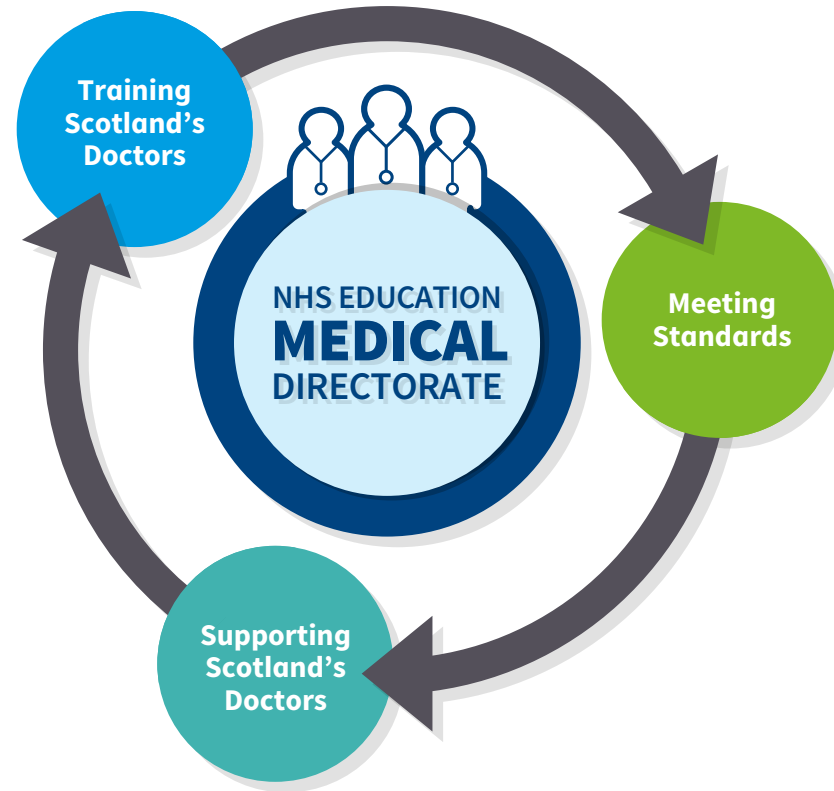 Training
Scotland’s
Doctors
NHS EDUCATION
MEDICAL
DIRECTORATE
Meeting
Standards
Supporting
Scotland’s
Doctors